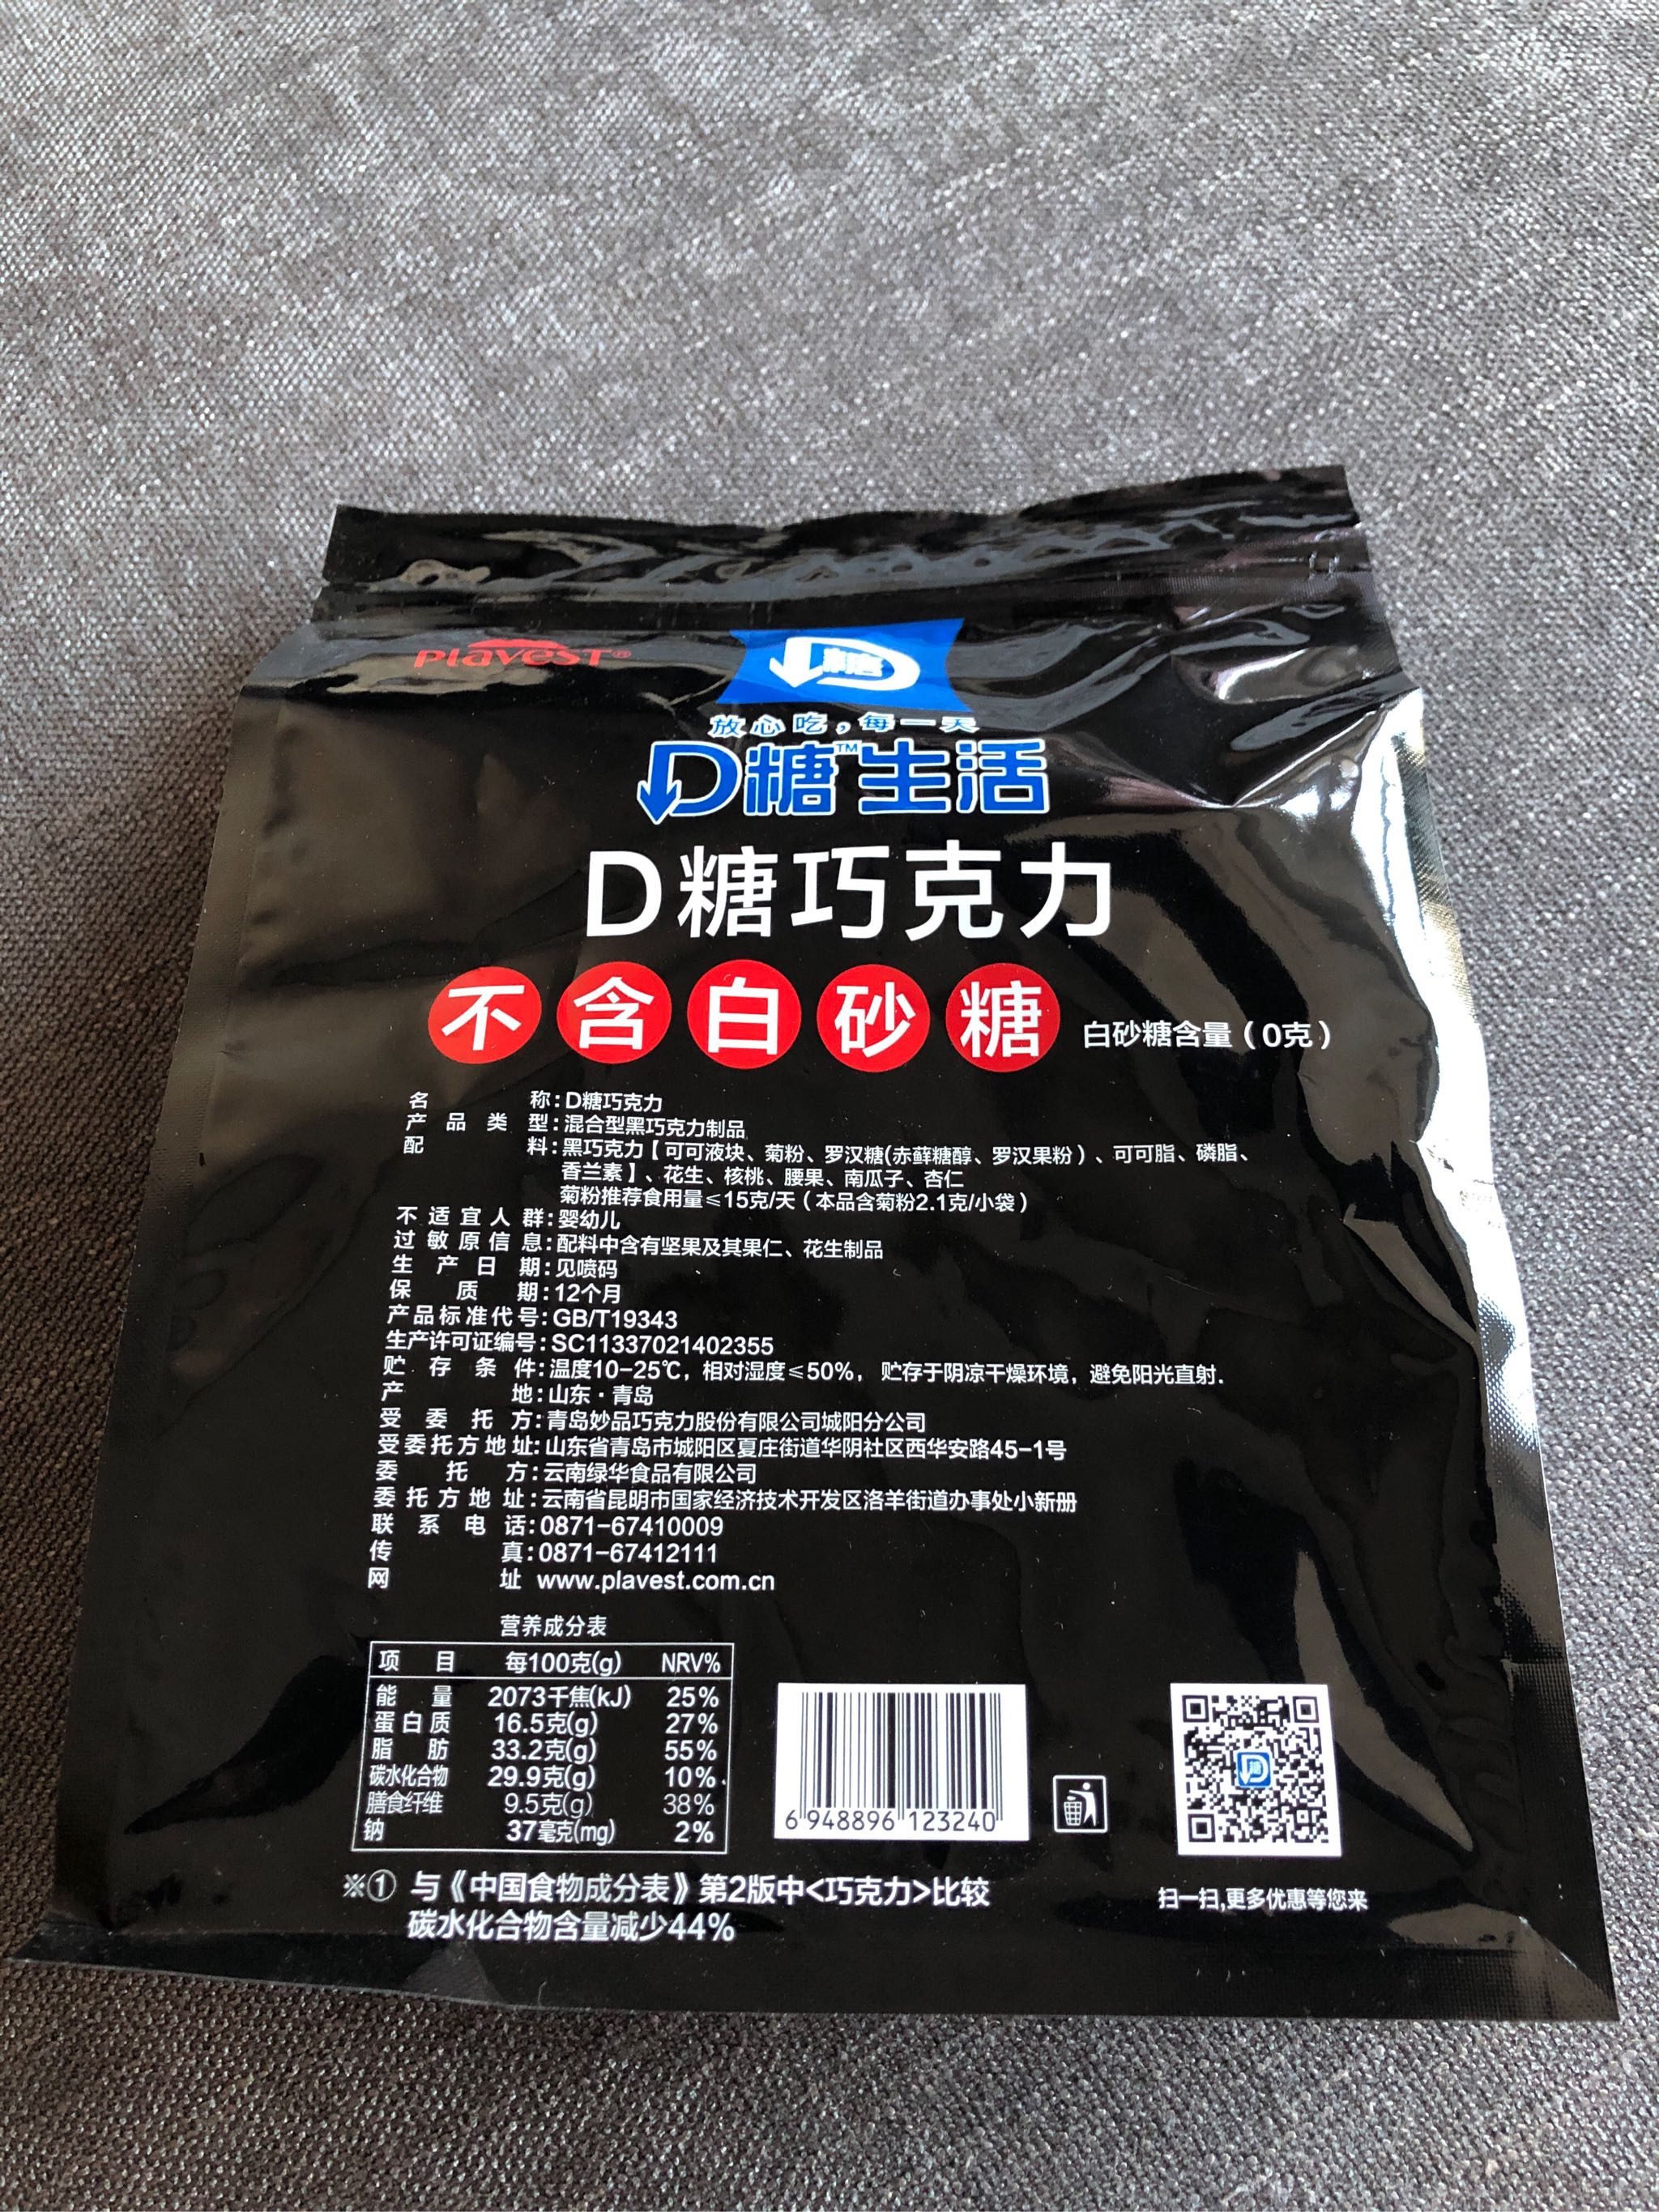 Plavest®
糖
放心吃,每一天
D糖™生活
D糖巧克力
不含白砂糖 白砂糖含量(0克)
名称:D糖巧克力
产品类型:混合型黑巧克力制品
配料:黑巧克力【可可液块、菊粉、罗汉糖(赤藓糖醇、罗汉果粉)、可可脂、磷脂、
香兰素】、花生、核桃、腰果、南瓜子、杏仁
菊粉推荐食用量≤15克/天(本品含菊粉2.1克/小袋)
不适宜人群:婴幼儿
过敏原信息:配料中含有坚果及其果仁、花生制品
生产日期:见喷码
保质期:12个月
产品标准代号:GB/T19343
生产许可证编号:SC11337021402355
贮存条件:温度10-25℃,相对湿度≤50%, 贮存于阴凉干燥环境,避免阳光直射.
产地:山东·青岛
受委托方:青岛妙品巧克力股份有限公司城阳分公司
受委托方地址:山东省青岛市城阳区夏庄街道华阴社区西华安路45-1号
委托方:云南绿华食品有限公司
委托方地址:云南省昆明市国家经济技术开发区洛羊街道办事处小新册
联系电话:0871-67410009
传真:0871-67412111
网址 www.plavest.com.cn
营养成分表
项目 每100克(g) NRV%
能量 2073千焦(kJ) 25%
蛋白质 16.5克(g) 27%
脂肪 33.2克(g) 55%
碳水化合物 29.9克(g) 10%
膳食纤维 9.5克(g) 38%
钠 37毫克(mg) 2%
6 948896 123240
※① 与《中国食物成分表》第2版中<巧克力>比较
碳水化合物含量减少44%
扫一扫,更多优惠等您来